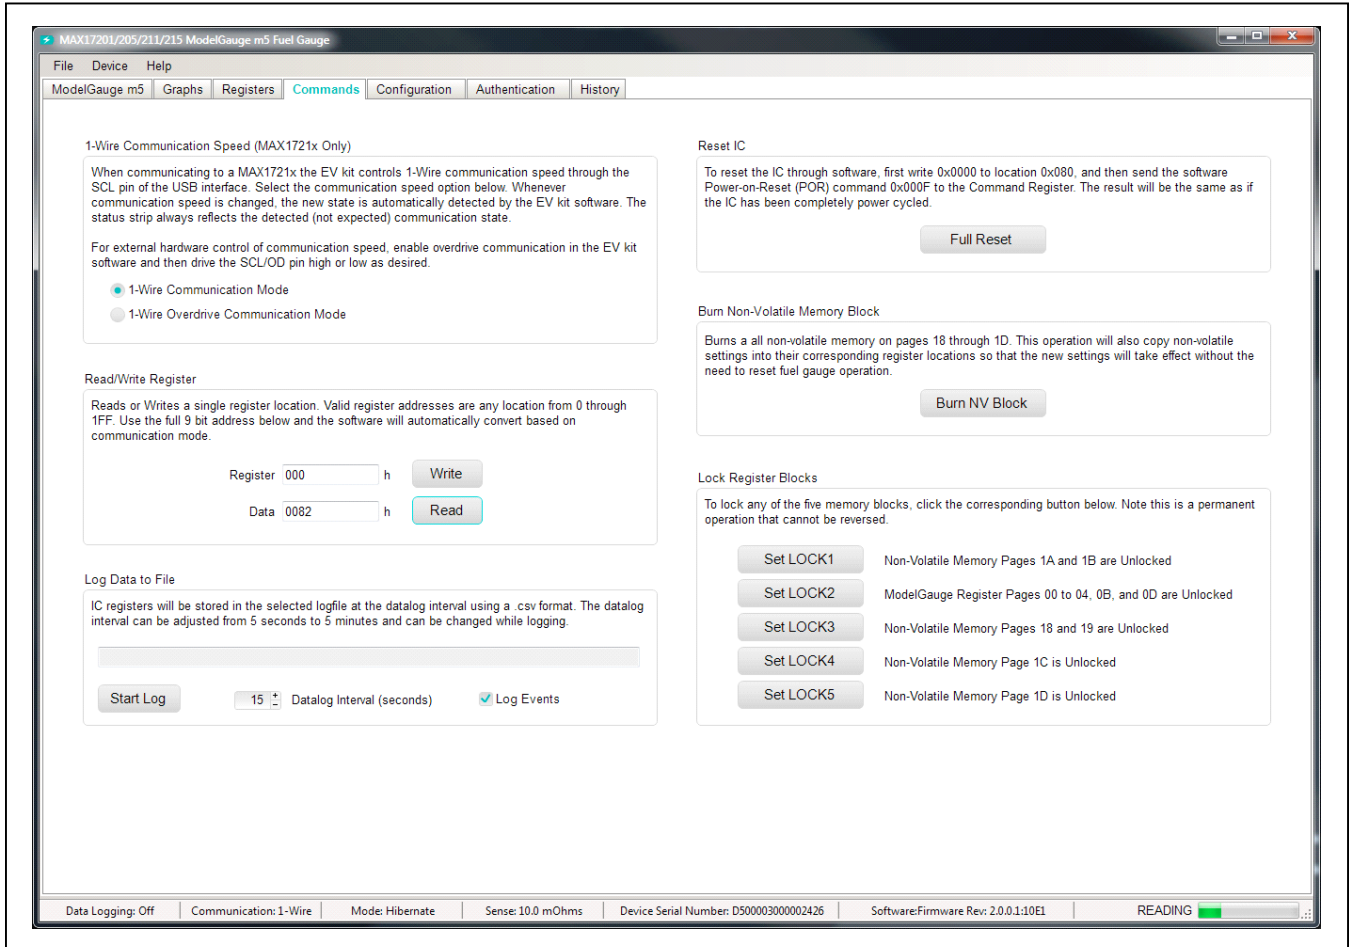 MAX17201/205/211/215 ModelGauge m5 Fuel Gauge
File Device Help
ModelGauge m5 Graphs Registers Commands Configuration Authentication History
1-Wire Communication Speed (MAX1721x Only)
When communicating to a MAX1721x the EV kit controls 1-Wire communication speed through the
SCL pin of the USB interface. Select the communication speed option below. Whenever
communication speed is changed, the new state is automatically detected by the EV kit software. The
status strip always reflects the detected (not expected) communication state.
For external hardware control of communication speed, enable overdrive communication in the EV kit
software and then drive the SCL/OD pin high or low as desired.
1-Wire Communication Mode
1-Wire Overdrive Communication Mode
Read/Write Register
Reads or Writes a single register location. Valid register addresses are any location from 0 through
1FF. Use the full 9 bit address below and the software will automatically convert based on
communication mode.
Register 000 h Write
Data 0082 h Read
Log Data to File
IC registers will be stored in the selected logfile at the datalog interval using a .csv format. The datalog
interval can be adjusted from 5 seconds to 5 minutes and can be changed while logging.
Start Log 15 Datalog Interval (seconds) Log Events
Reset IC
To reset the IC through software, first write 0x0000 to location 0x080, and then send the software
Power-on-Reset (POR) command 0x000F to the Command Register. The result will be the same as if
the IC has been completely power cycled.
Full Reset
Burn Non-Volatile Memory Block
Burns a all non-volatile memory on pages 18 through 1D. This operation will also copy non-volatile
settings into their corresponding register locations so that the new settings will take effect without the
need to reset fuel gauge operation.
Burn NV Block
Lock Register Blocks
To lock any of the five memory blocks, click the corresponding button below. Note this is a permanent
operation that cannot be reversed.
Set LOCK1 Non-Volatile Memory Pages 1A and 1B are Unlocked
Set LOCK2 ModelGauge Register Pages 00 to 04, 0B, and 0D are Unlocked
Set LOCK3 Non-Volatile Memory Pages 18 and 19 are Unlocked
Set LOCK4 Non-Volatile Memory Page 1C is Unlocked
Set LOCK5 Non-Volatile Memory Page 1D is Unlocked
Data Logging: Off Communication: 1-Wire Mode: Hibernate Sense: 10.0 mOhms Device Serial Number: D500003000002426 Software:Firmware Rev: 2.0.0.1:10E1 READING